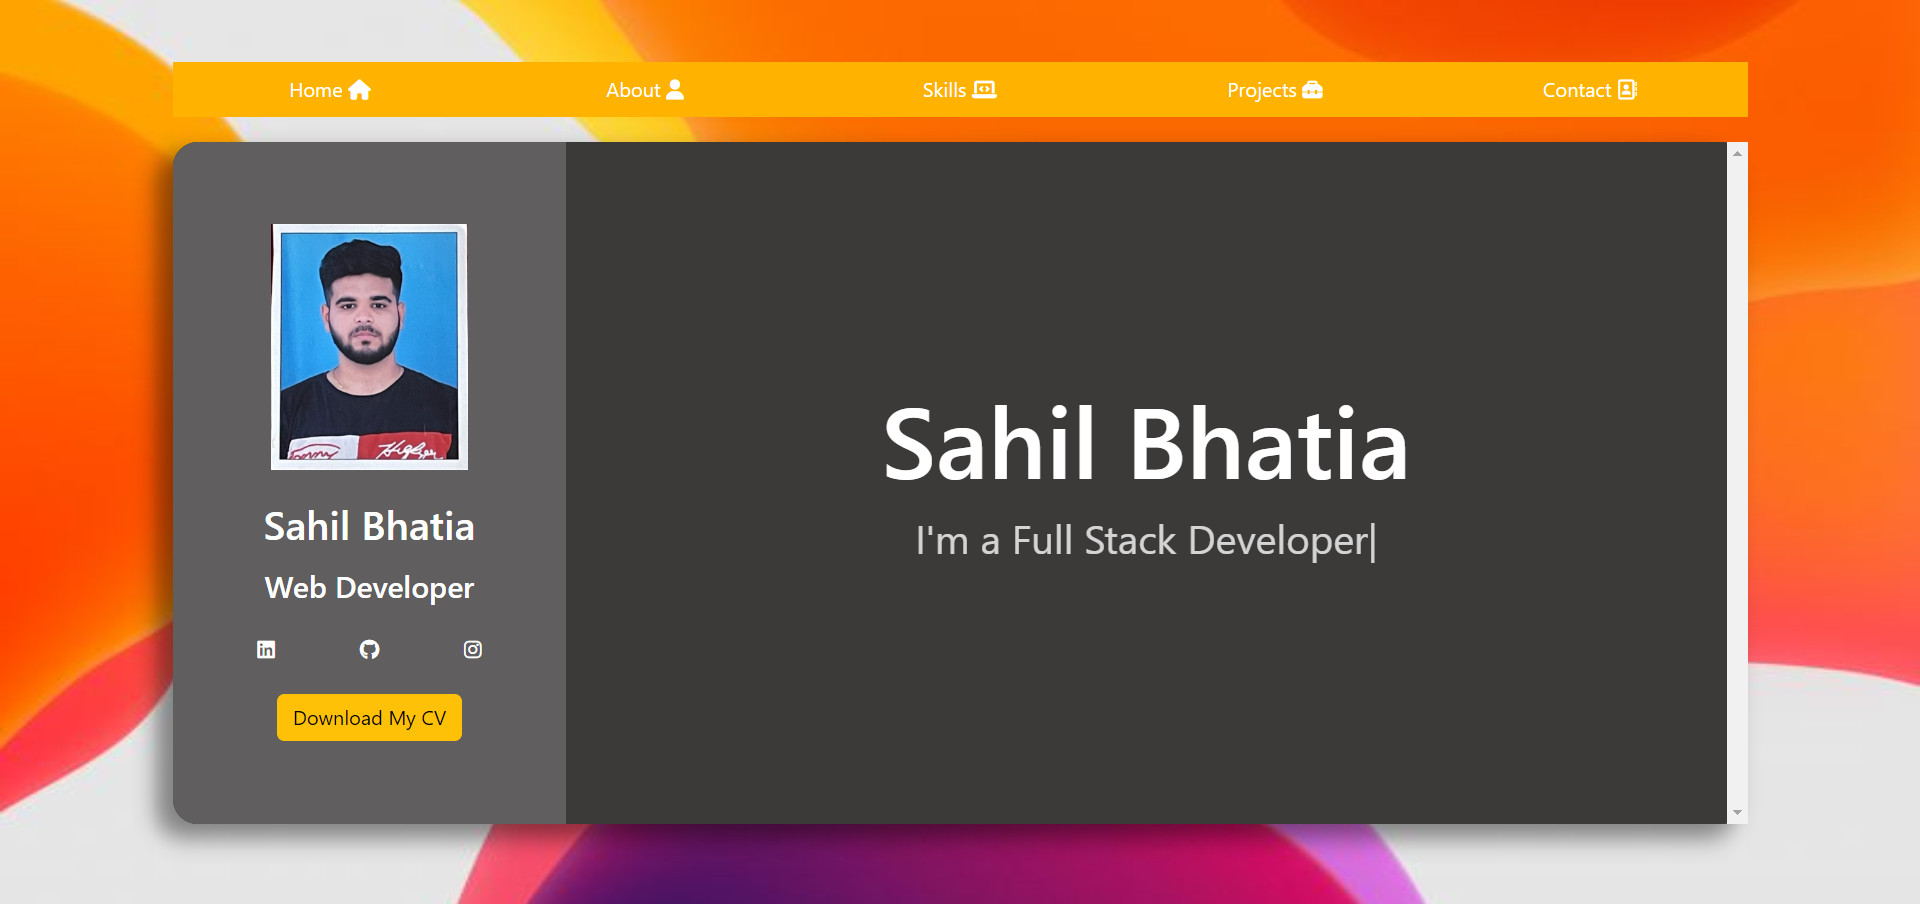 Home
About
Skills
Projects
Contact
Sahil Bhatia
Web Developer
Download My CV
Sahil Bhatia
I'm a Full Stack Developer|